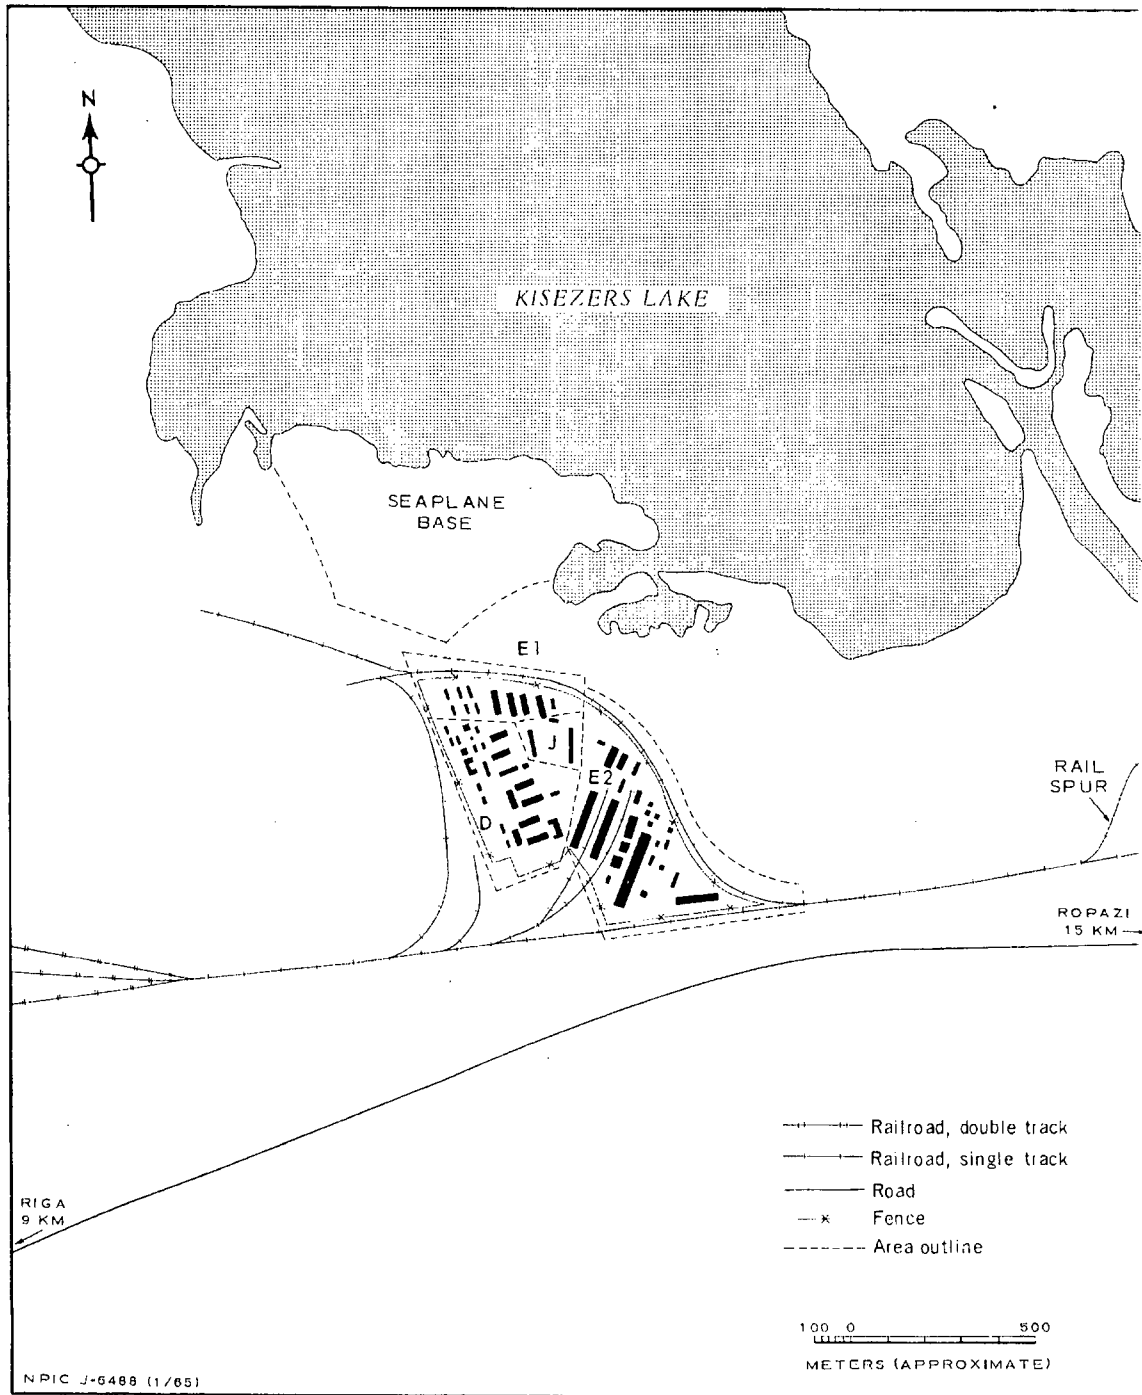 N
KISEZERS LAKE
SEAPLANE
BASE
E1
J
E2
D
RAIL
SPUR
ROPAZI
15 KM
Railroad, double track
Railroad, single track
Road
Fence
Area outline
RIGA
9 KM
100 0 500
METERS (APPROXIMATE)
NPIC J-6488 (1/65)